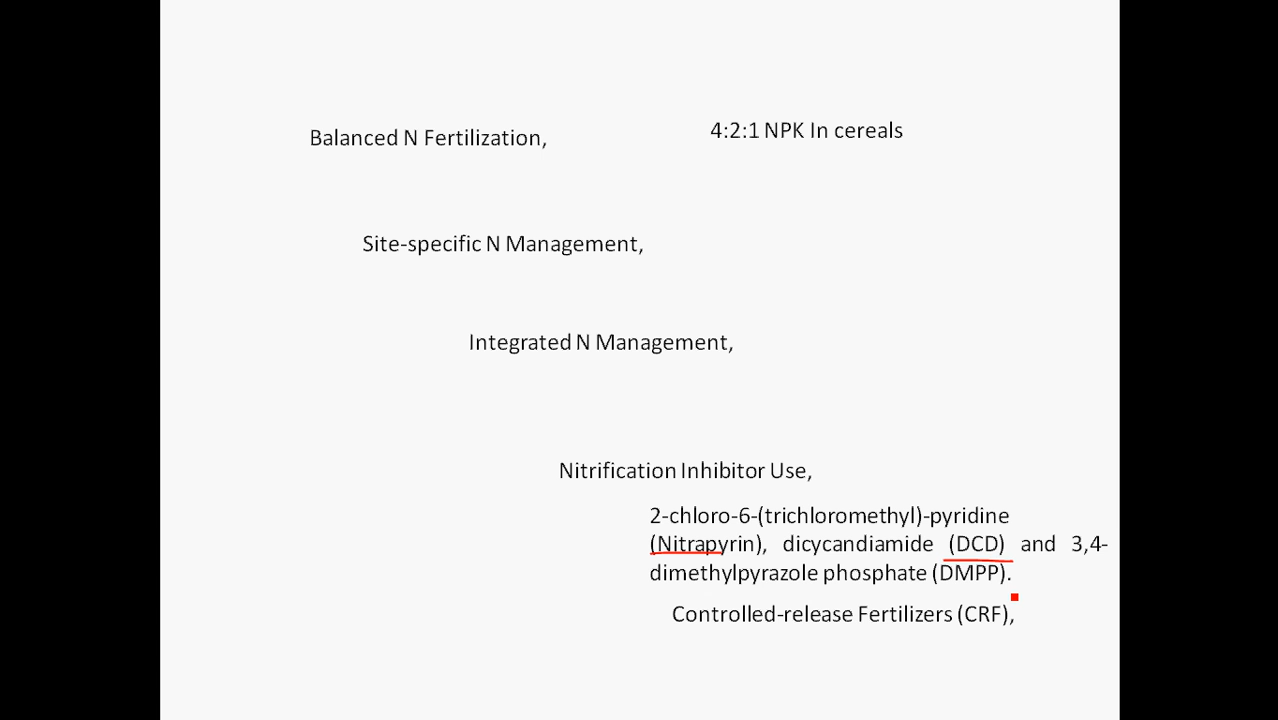 Balanced N Fertilization,
4:2:1 NPK In cereals
Site-specific N Management,
Integrated N Management,
Nitrification Inhibitor Use,
2-chloro-6-(trichloromethyl)-pyridine
(Nitrapyrin), dicycandiamide (DCD) and 3,4-
dimethylpyrazole phosphate (DMPP).
Controlled-release Fertilizers (CRF),